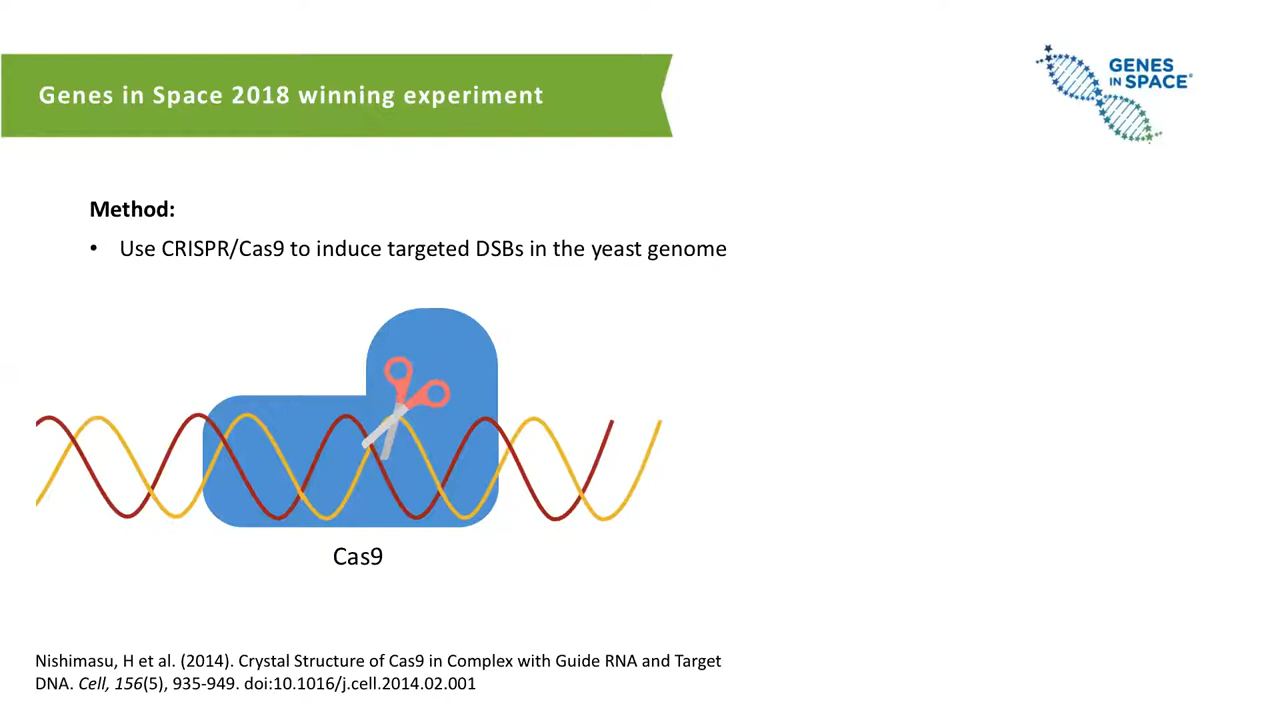 Genes in Space 2018 winning experiment
GENES
IN SPACE®
Method:
• Use CRISPR/Cas9 to induce targeted DSBs in the yeast genome
Cas9
Nishimasu, H et al. (2014). Crystal Structure of Cas9 in Complex with Guide RNA and Target
DNA. Cell, 156(5), 935-949. doi:10.1016/j.cell.2014.02.001